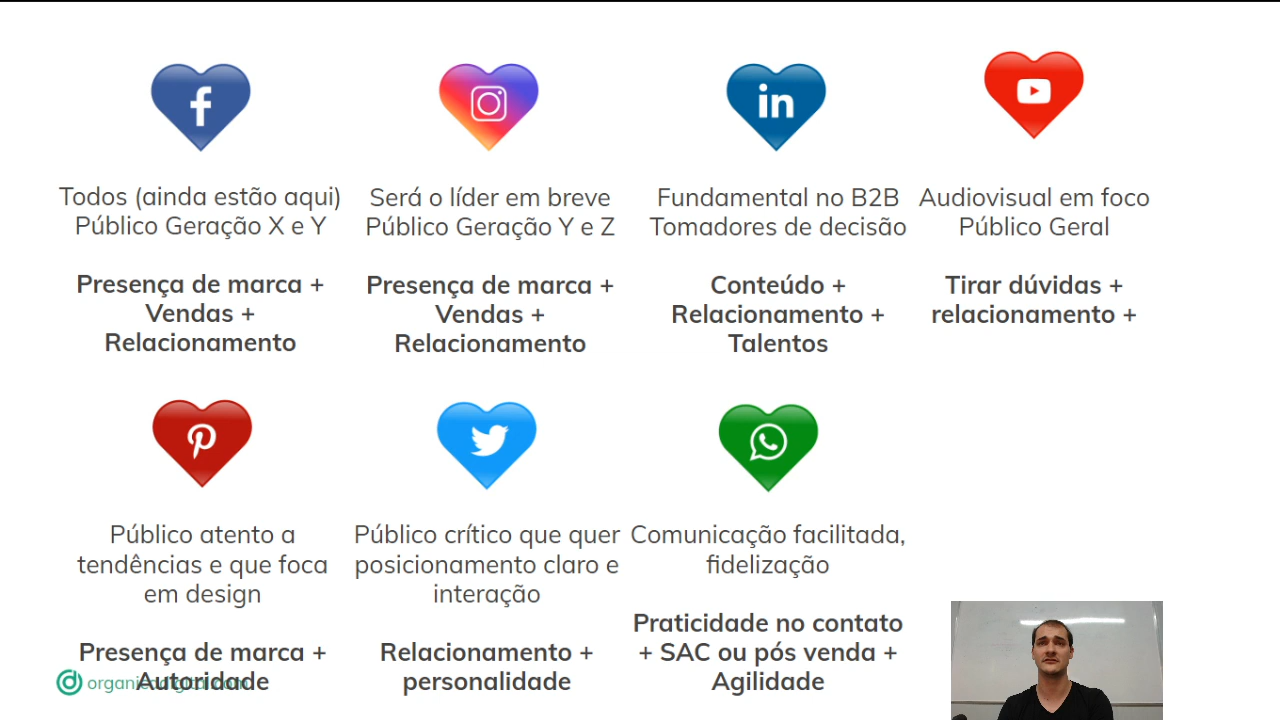 Todos (ainda estão aqui)
Público Geração X e Y
Presença de marca +
Vendas +
Relacionamento
Será o líder em breve
Público Geração Y e Z
Presença de marca +
Vendas +
Relacionamento
in
Fundamental no B2B
Tomadores de decisão
Conteúdo +
Relacionamento +
Talentos
Audiovisual em foco
Público Geral
Tirar dúvidas +
relacionamento +
Público atento a
tendências e que foca
em design
Presença de marca +
Autoridade
Público crítico que quer
posicionamento claro e
interação
Relacionamento +
personalidade
Comunicação facilitada,
fidelização
Praticidade no contato
+ SAC ou pós venda +
Agilidade